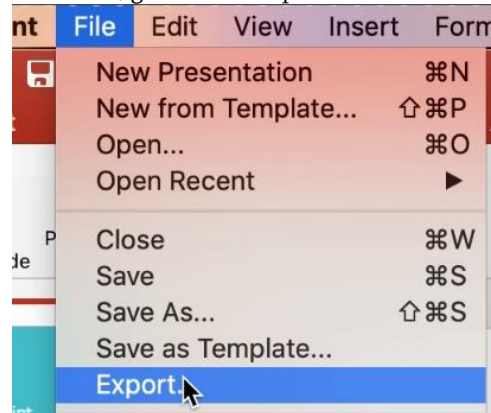 nt File Edit View Insert Form
New Presentation ⌘N
New from Template... ⇧⌘P
Open... ⌘O
Open Recent ▶
Close ⌘W
Save ⌘S
Save As... ⇧⌘S
Save as Template...
Export.